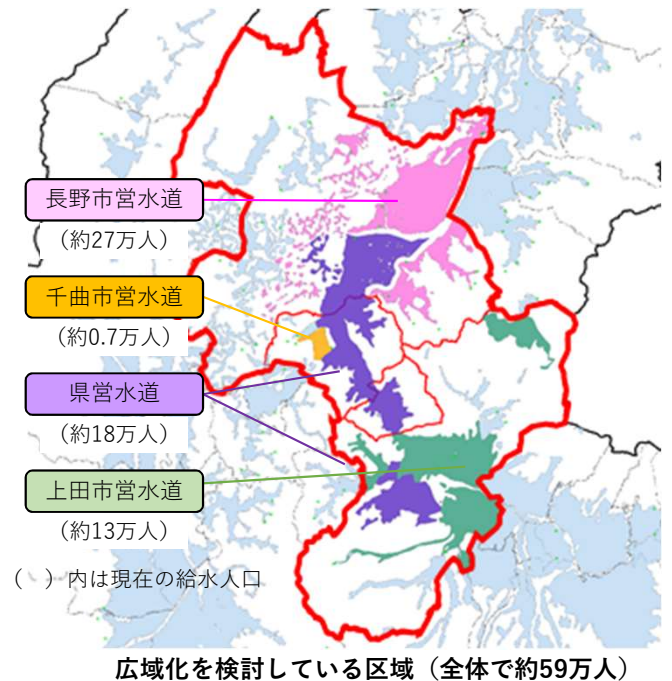 長野市営水道
（約27万人）
千曲市営水道
（約0.7万人）
県営水道
（約18万人）
上田市営水道
（約13万人）
（　）内は現在の給水人口
広域化を検討している区域（全体で約59万人）